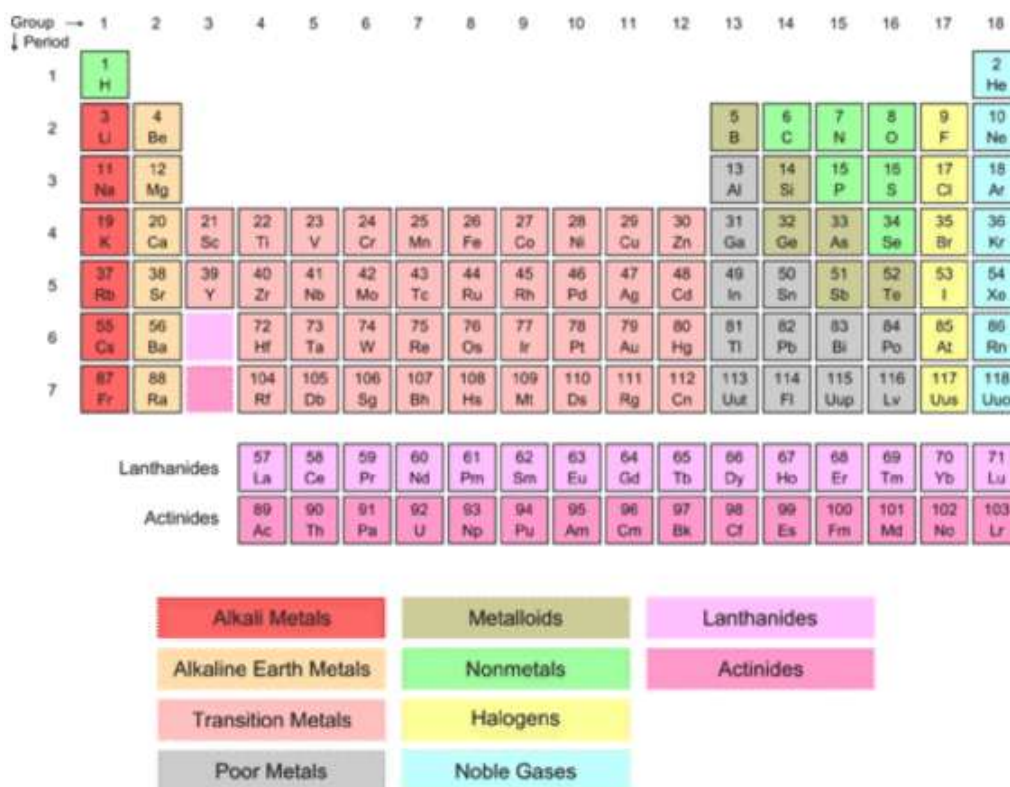 Group → 1 2 3 4 5 6 7 8 9 10 11 12 13 14 15 16 17 18
↓ Period
1 1 2
H He
2 3 4 5 6 7 8 9 10
Li Be B C N O F Ne
3 11 12 13 14 15 16 17 18
Na Mg Al Si P S Cl Ar
4 19 20 21 22 23 24 25 26 27 28 29 30 31 32 33 34 35 36
K Ca Sc Ti V Cr Mn Fe Co Ni Cu Zn Ga Ge As Se Br Kr
5 37 38 39 40 41 42 43 44 45 46 47 48 49 50 51 52 53 54
Rb Sr Y Zr Nb Mo Tc Ru Rh Pd Ag Cd In Sn Sb Te I Xe
6 55 56 72 73 74 75 76 77 78 79 80 81 82 83 84 85 86
Cs Ba Hf Ta W Re Os Ir Pt Au Hg Tl Pb Bi Po At Rn
7 87 88 104 105 106 107 108 109 110 111 112 113 114 115 116 117 118
Fr Ra Rf Db Sg Bh Hs Mt Ds Rg Cn Uut Fl Uup Lv Uus Uuo
Lanthanides 57 58 59 60 61 62 63 64 65 66 67 68 69 70 71
La Ce Pr Nd Pm Sm Eu Gd Tb Dy Ho Er Tm Yb Lu
Actinides 89 90 91 92 93 94 95 96 97 98 99 100 101 102 103
Ac Th Pa U Np Pu Am Cm Bk Cf Es Fm Md No Lr
Alkali Metals Metalloids Lanthanides
Alkaline Earth Metals Nonmetals Actinides
Transition Metals Halogens
Poor Metals Noble Gases